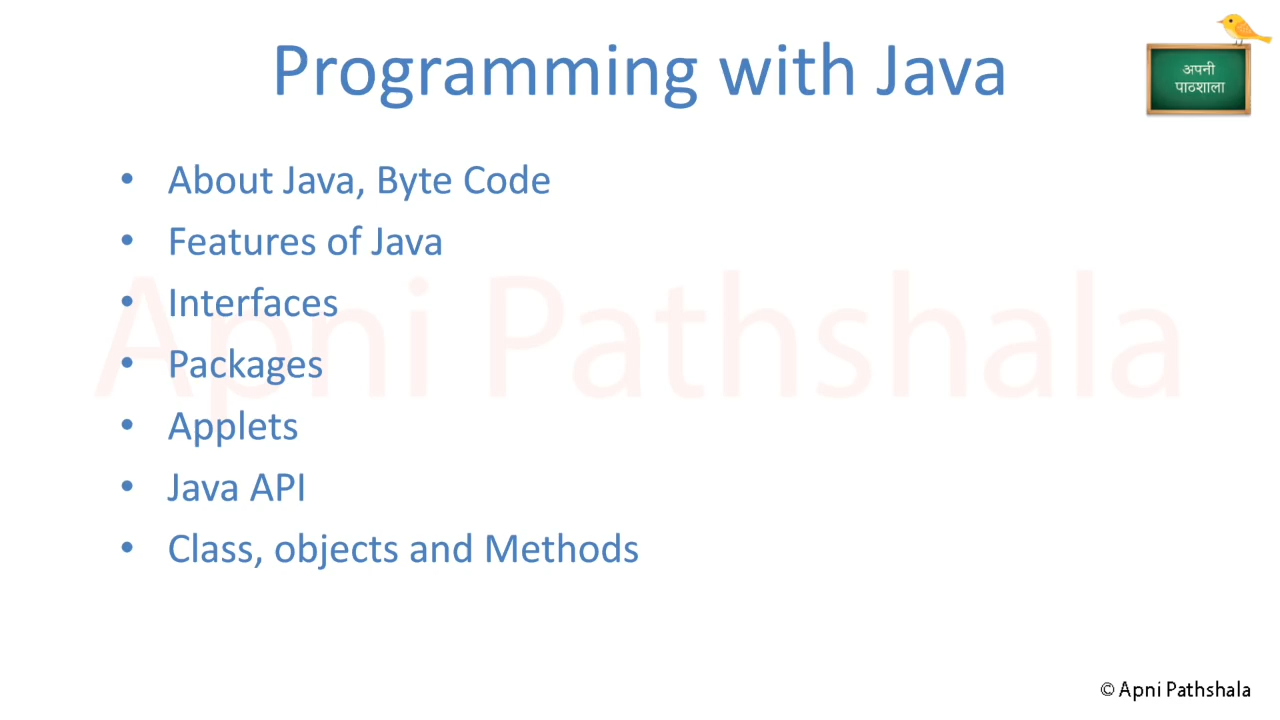 Programming with Java
अपनी
पाठशाला
• About Java, Byte Code
• Features of Java
• Interfaces
• Packages
• Applets
• Java API
• Class, objects and Methods
Apni Pathshala
© Apni Pathshala